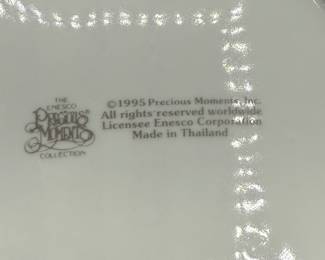 THE
ENESCO
PRECIOUS
MOMENTS®
COLLECTION
©1995 Precious Moments, Inc.
All rights reserved worldwide
Licensee Enesco Corporation
Made in Thailand